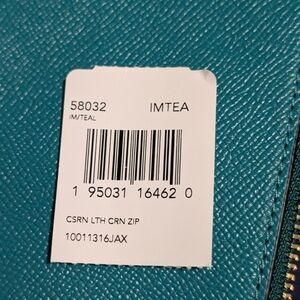 58032 IMTEA
IM/TEAL
1 95031 16462 0
CSRN LTH CRN ZIP
10011316JAX